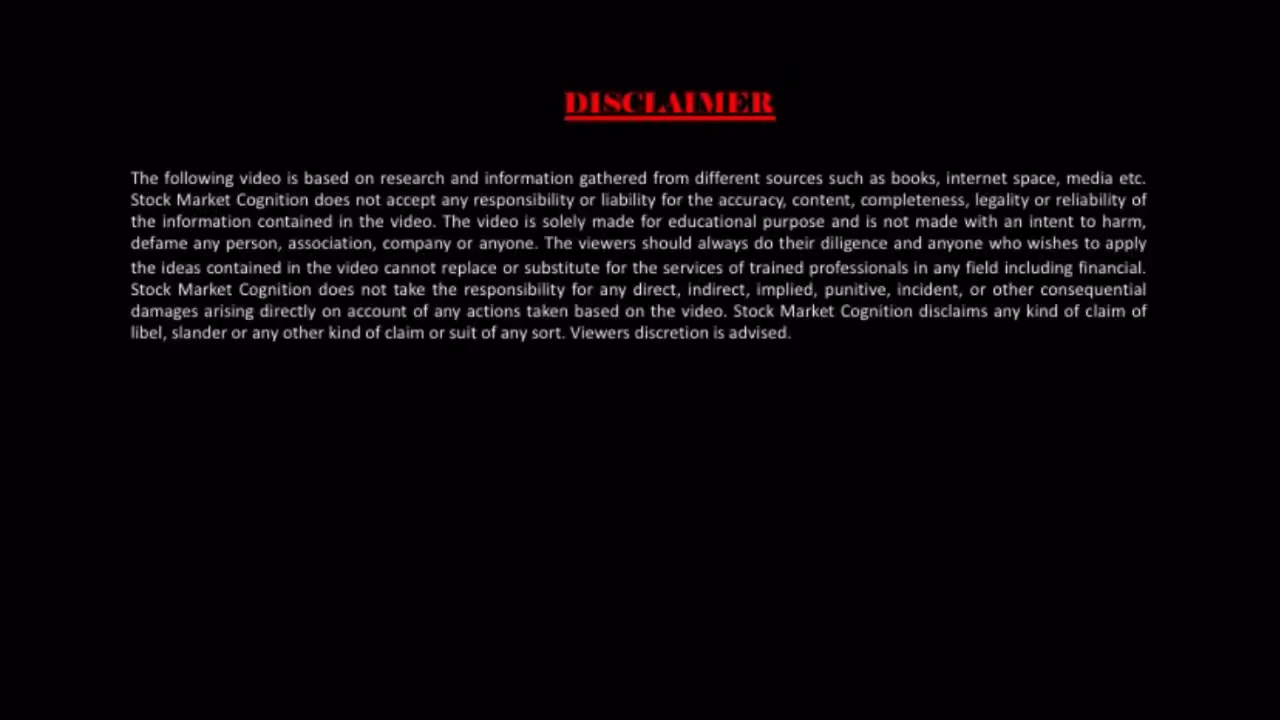 DISCLAIMER
The following video is based on research and information gathered from different sources such as books, internet space, media etc.
Stock Market Cognition does not accept any responsibility or liability for the accuracy, content, completeness, legality or reliability of
the information contained in the video. The video is solely made for educational purpose and is not made with an intent to harm,
defame any person, association, company or anyone. The viewers should always do their diligence and anyone who wishes to apply
the ideas contained in the video cannot replace or substitute for the services of trained professionals in any field including financial.
Stock Market Cognition does not take the responsibility for any direct, indirect, implied, punitive, incident, or other consequential
damages arising directly on account of any actions taken based on the video. Stock Market Cognition disclaims any kind of claim of
libel, slander or any other kind of claim or suit of any sort. Viewers discretion is advised.